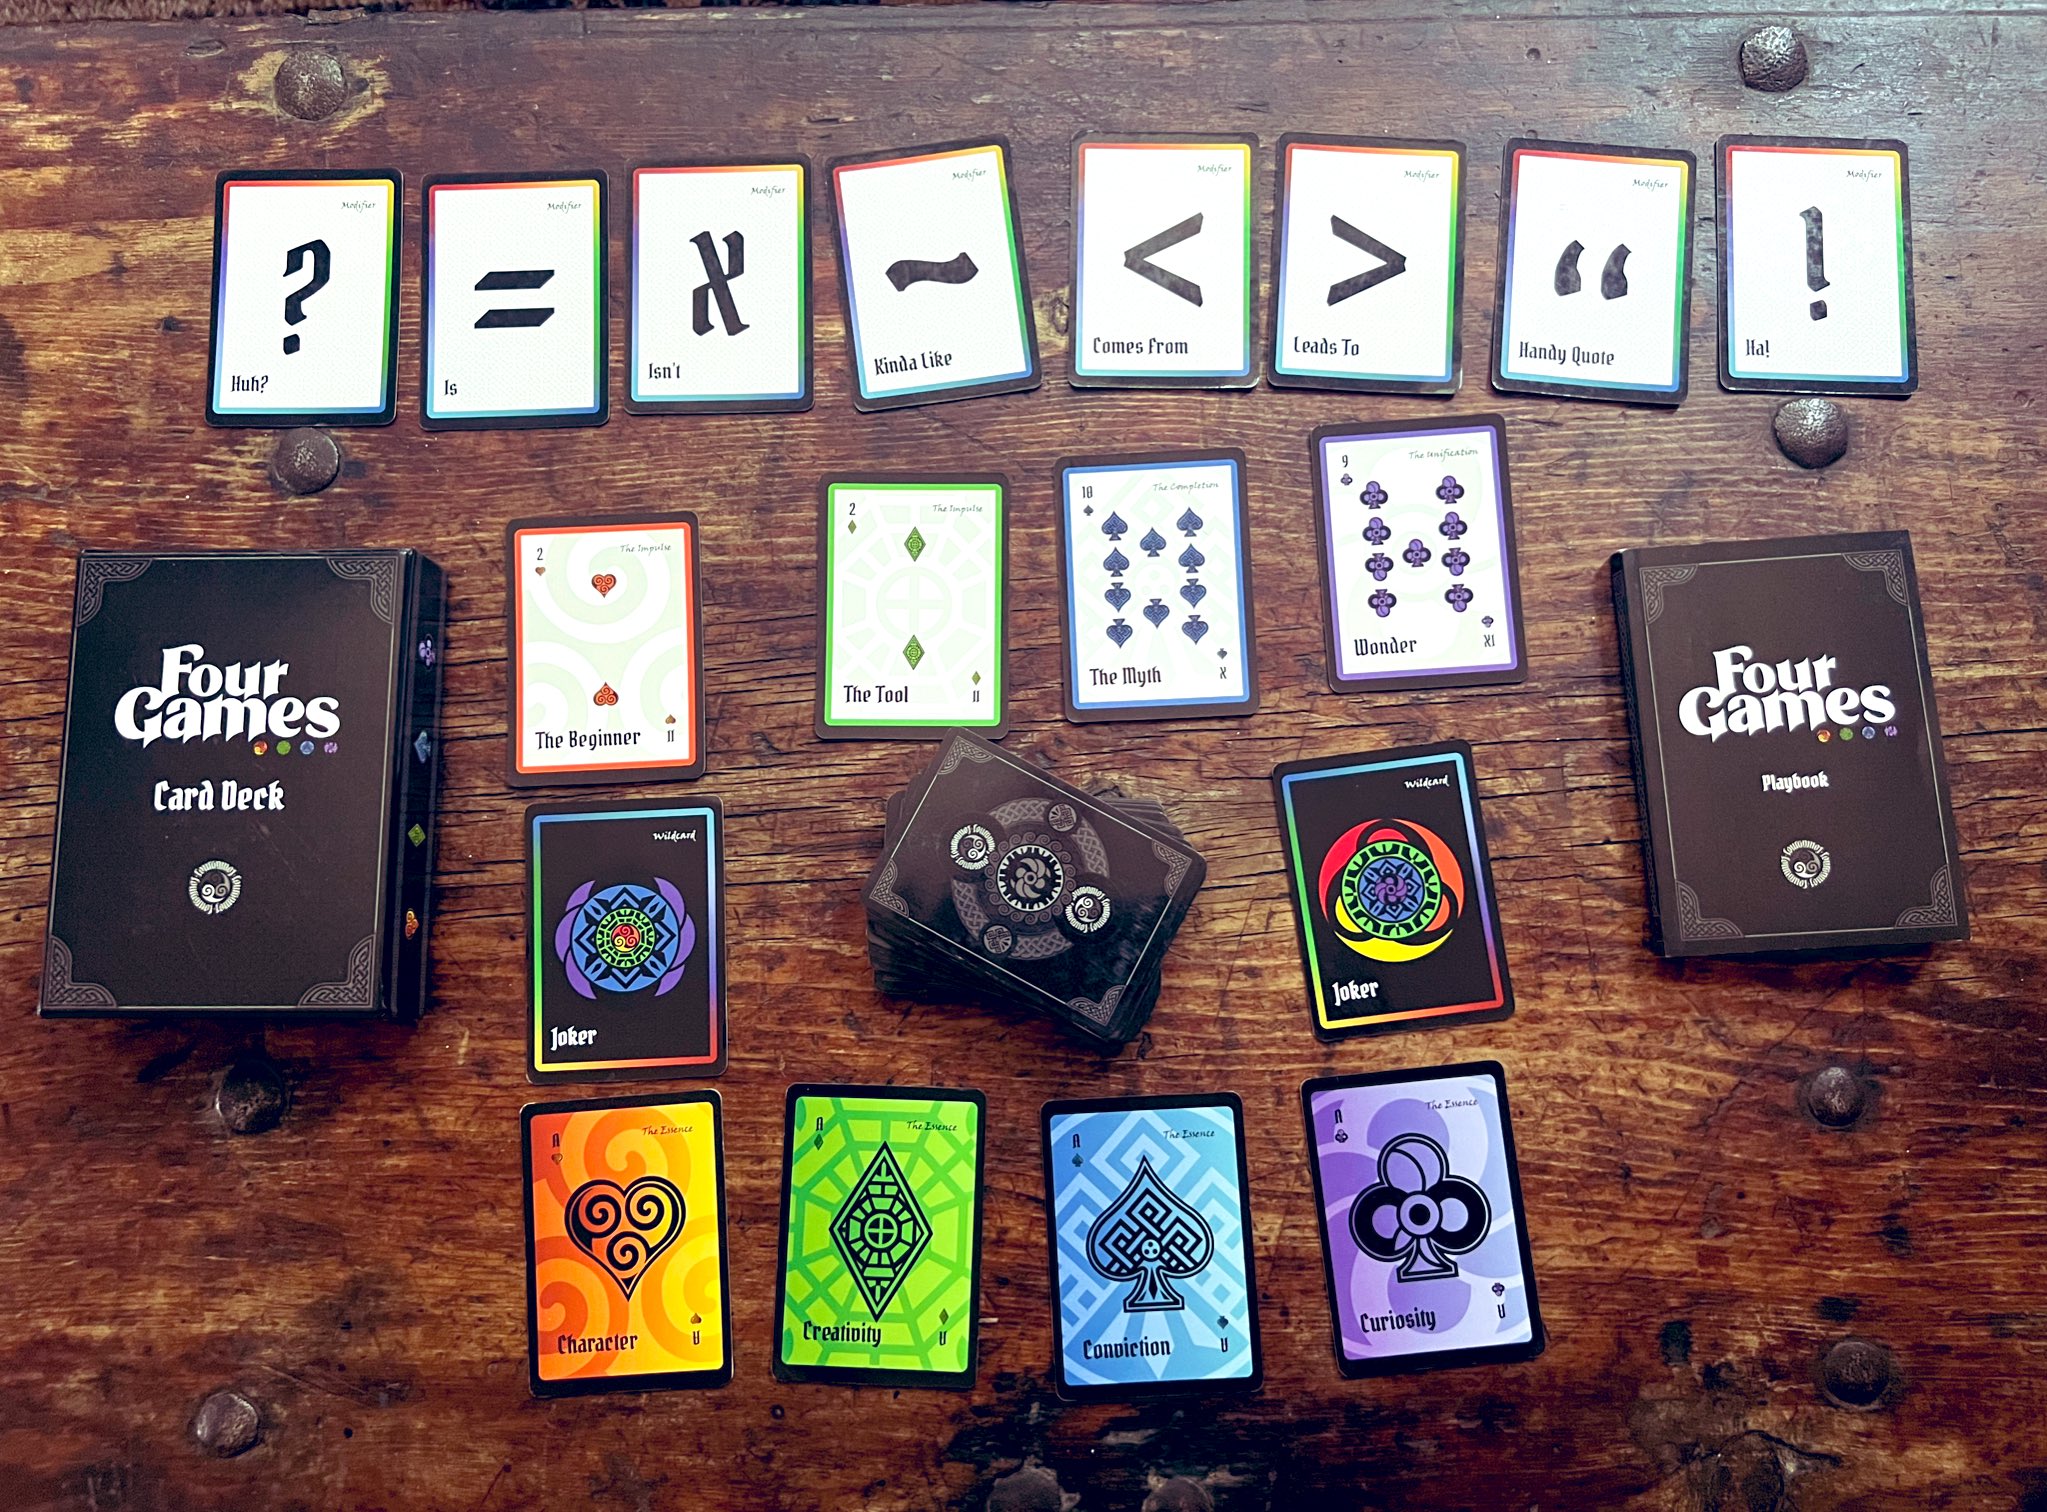 Modifier
?
Huh?
Modifier
=
Is
Modifier
X
Isn't
Modifier
~
Kinda Like
Modifier
<
Comes From
Modifier
>
Leads To
Modifier
“
Handy Quote
Modifier
!
Ha!
Four
Games
Card Deck
2
The Impulse
The Beginner
II
2
The Impulse
The Tool
II
10
The Completion
The Myth
X
9
The Unification
Wonder
IX
Four
Games
Playbook
Wildcard
Joker
Wildcard
Joker
A
The Essence
Character
A
A
The Essence
Creativity
A
A
The Essence
Conviction
A
A
The Essence
Curiosity
A